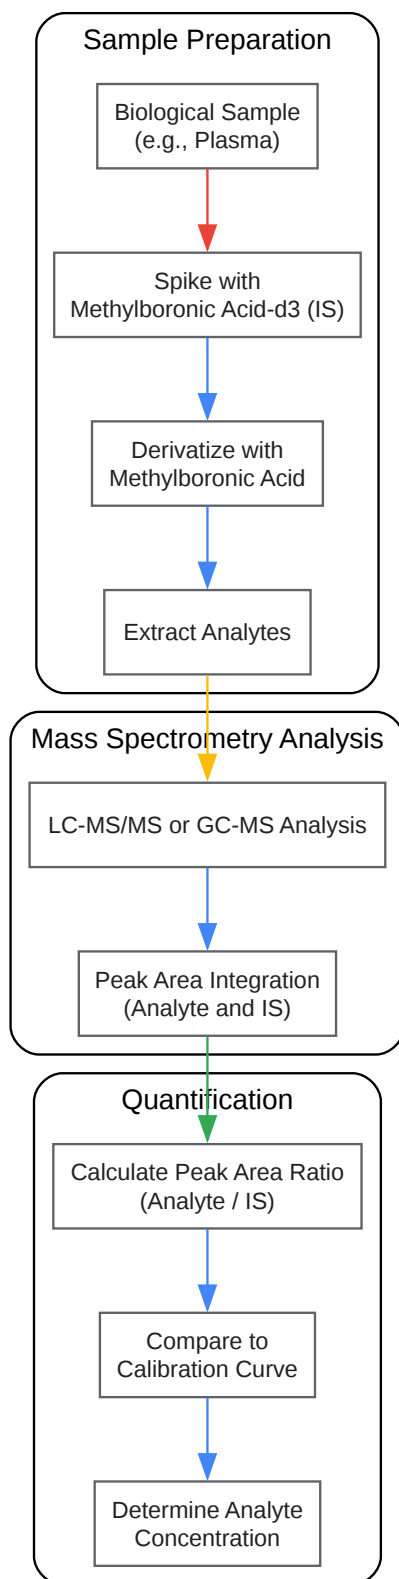 Sample Preparation
Biological Sample
(e.g., Plasma)
Spike with
Methylboronic Acid-d3 (IS)
Derivatize with
Methylboronic Acid
Extract Analytes
Mass Spectrometry Analysis
LC-MS/MS or GC-MS Analysis
Peak Area Integration
(Analyte and IS)
Quantification
Calculate Peak Area Ratio
(Analyte / IS)
Compare to
Calibration Curve
Determine Analyte
Concentration